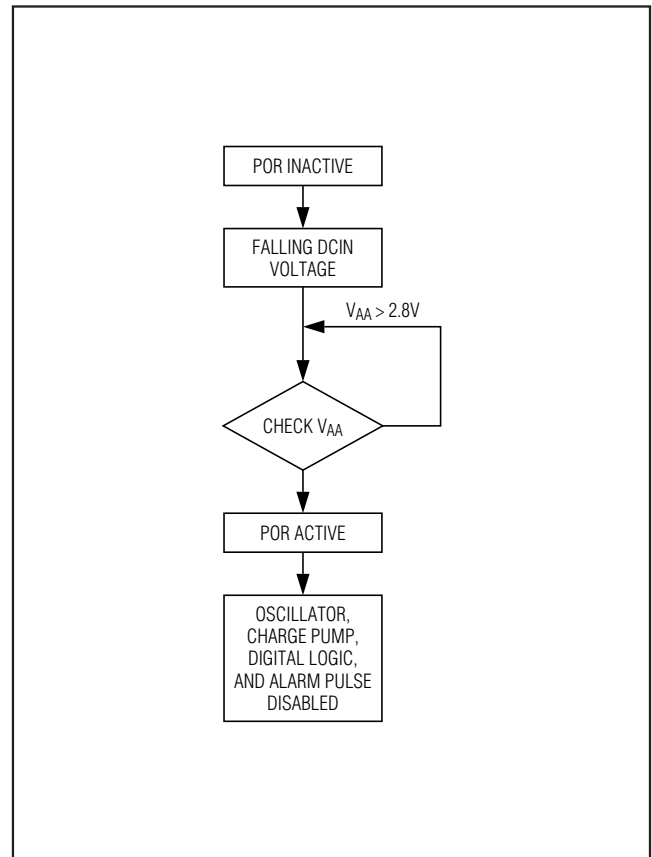 POR INACTIVE
FALLING DCIN
VOLTAGE
VAA > 2.8V
CHECK VAA
POR ACTIVE
OSCILLATOR,
CHARGE PUMP,
DIGITAL LOGIC,
AND ALARM PULSE
DISABLED